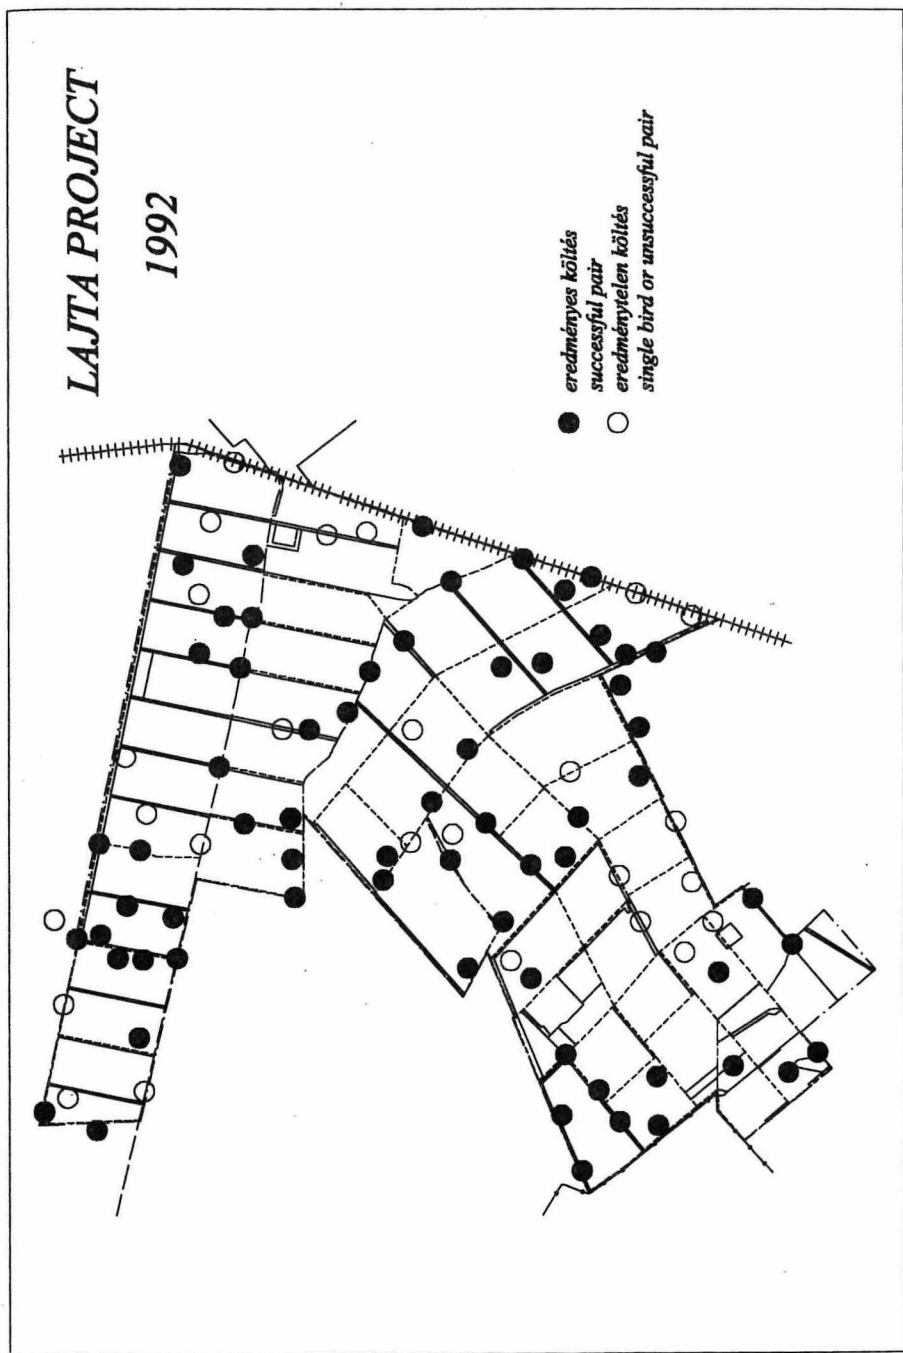 LAJTA PROJECT
1992
eredményes költés
successful pair
eredménytelen költés
single bird or unsuccessful pair